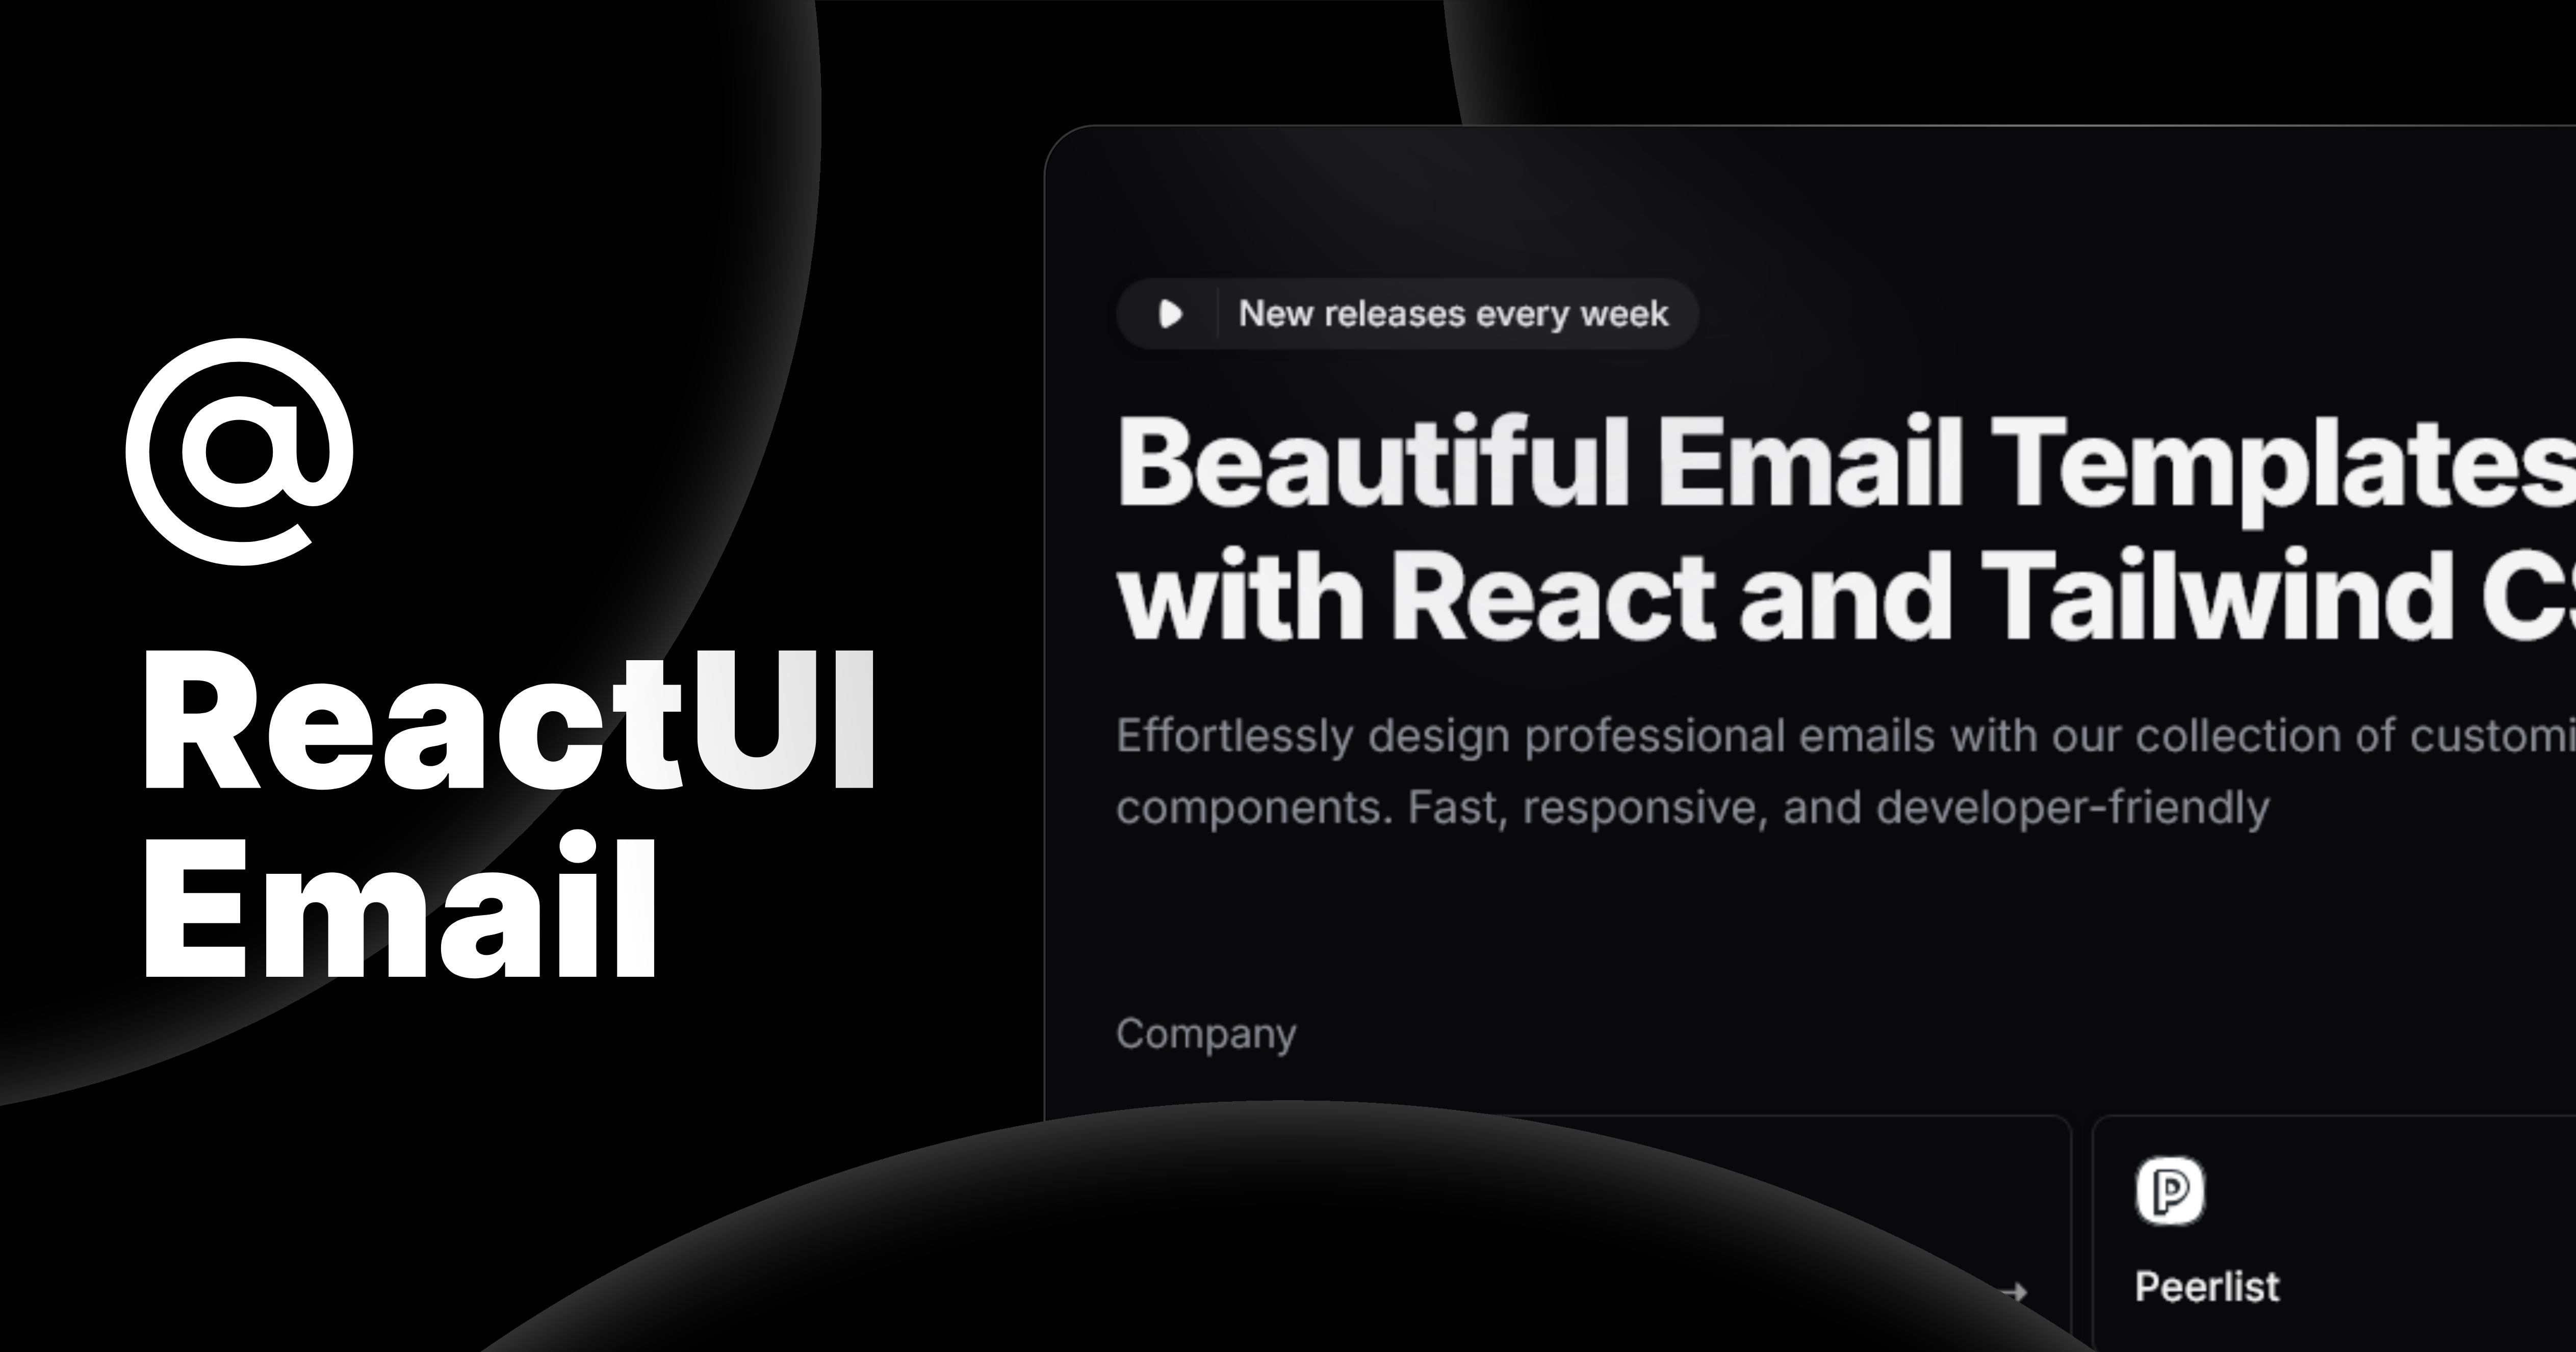 @
ReactUI
Email
New releases every week
Beautiful Email Templates
with React and Tailwind
Effortlessly design professional emails with our collection of
components. Fast, responsive, and developer-friendly
Company
P
Peerlist